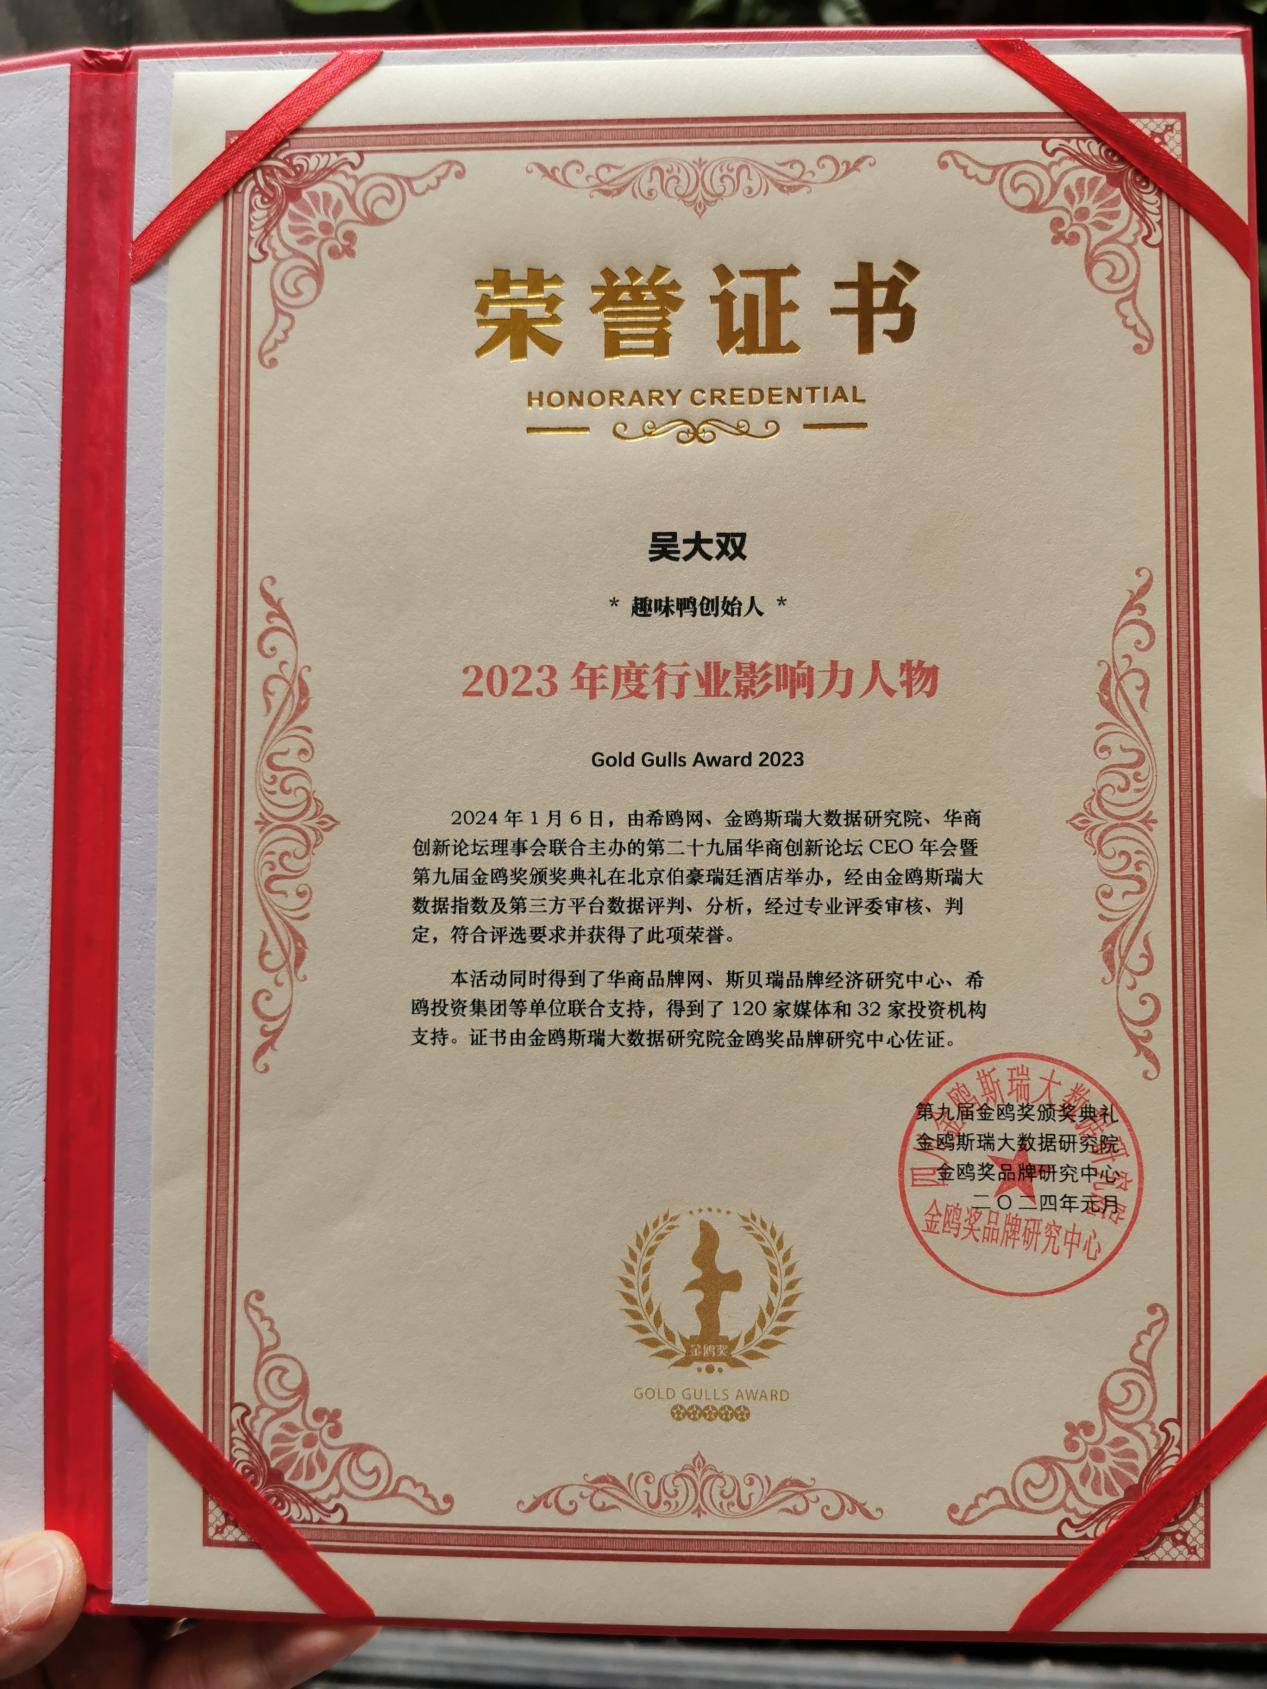 荣誉证书
HONORARY CREDENTIAL
吴大双
* 趣味鸭创始人 *
2023 年度行业影响力人物
Gold Gulls Award 2023
2024 年 1 月 6 日，由希鸥网、金鸥斯瑞大数据研究院、华商
创新论坛理事会联合主办的第二十九届华商创新论坛 CEO 年会暨
第九届金鸥奖颁奖典礼在北京伯豪瑞廷酒店举办，经由金鸥斯瑞大
数据指数及第三方平台数据评判、分析，经过专业评委审核、判
定，符合评选要求并获得了此项荣誉。
本活动同时得到了华商品牌网、斯贝瑞品牌经济研究中心、希
鸥投资集团等单位联合支持，得到了 120 家媒体和 32 家投资机构
支持。证书由金鸥斯瑞大数据研究院金鸥奖品牌研究中心佐证。
第九届金鸥奖颁奖典礼
金鸥斯瑞大数据研究院
金鸥奖品牌研究中心
二〇二四年元月
金鸥斯瑞大数据研究院
金鸥奖品牌研究中心
金鸥奖
GOLD GULLS AWARD